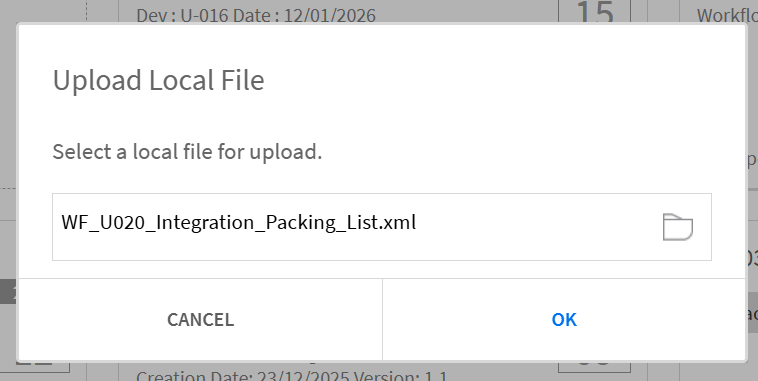 Dev : U-016 Date : 12/01/2026
15
Workflo
Upload Local File
Select a local file for upload.
WF_U020_Integration_Packing_List.xml
CANCEL
OK
Creation Date: 23/12/2025 Version: 1.1